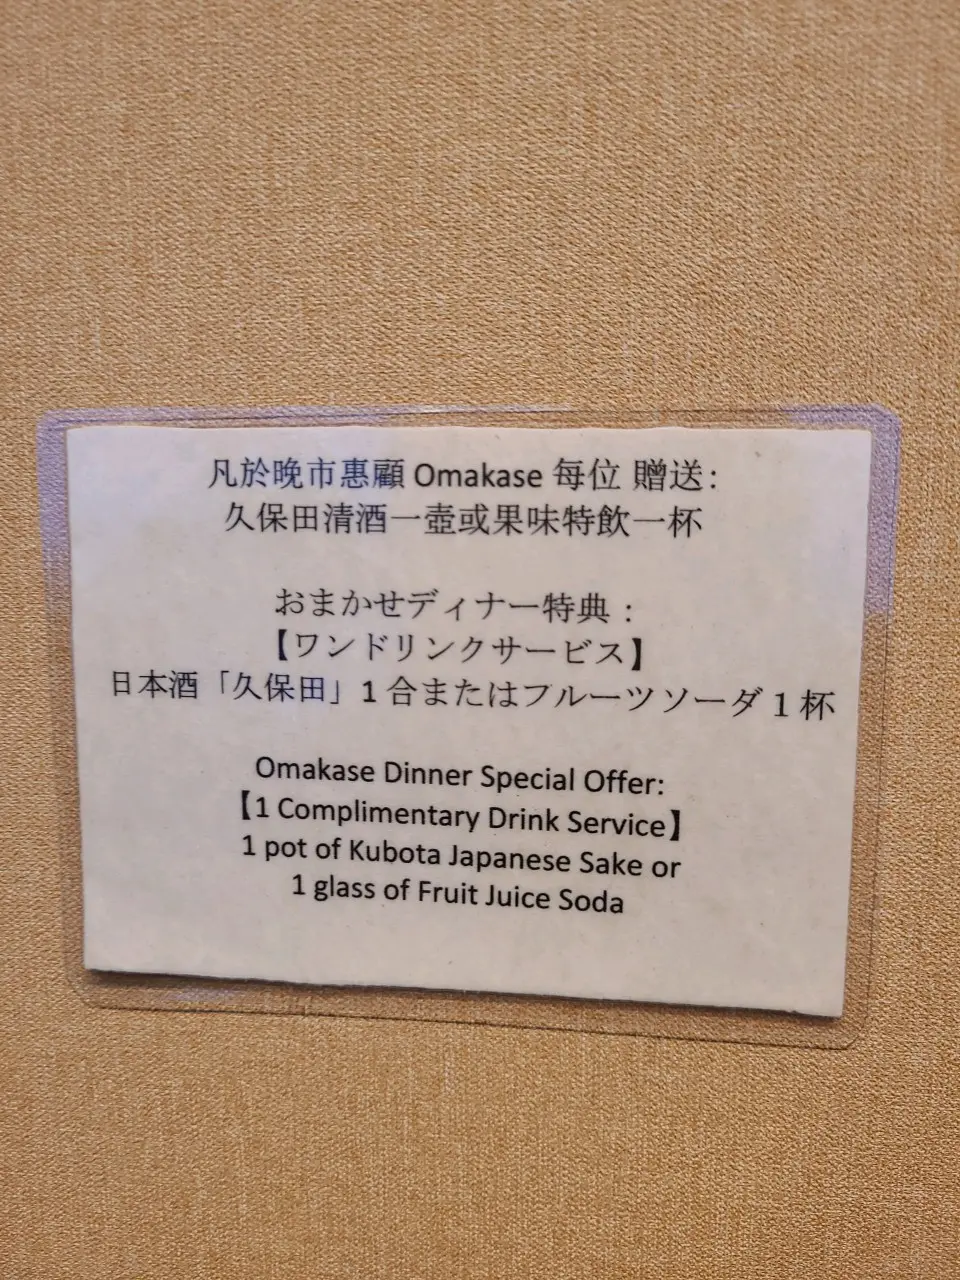 凡於晚市惠顧 Omakase 每位 贈送:
久保田清酒一壺或果味特飲一杯
おまかせディナー特典：
【ワンドリンクサービス】
日本酒「久保田」1 合またはフルーツソーダ 1 杯
Omakase Dinner Special Offer:
【1 Complimentary Drink Service】
1 pot of Kubota Japanese Sake or
1 glass of Fruit Juice Soda